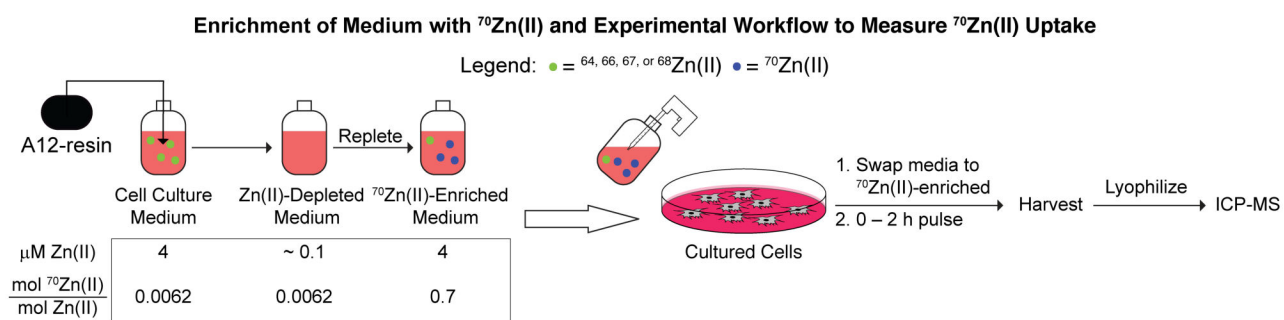 Enrichment of Medium with ⁷⁰Zn(II) and Experimental Workflow to Measure ⁷⁰Zn(II) Uptake
Legend: = ⁶⁴, ⁶⁶, ⁶⁷, or ⁶⁸Zn(II) = ⁷⁰Zn(II)
A12-resin
Replete
Cell Culture
Medium
Zn(II)-Depleted
Medium
⁷⁰Zn(II)-Enriched
Medium
μM Zn(II) 4 ~ 0.1 4
mol ⁷⁰Zn(II)
mol Zn(II)
0.0062 0.0062 0.7
Cultured Cells
1. Swap media to
⁷⁰Zn(II)-enriched
2. 0 – 2 h pulse
Harvest
Lyophilize
ICP-MS